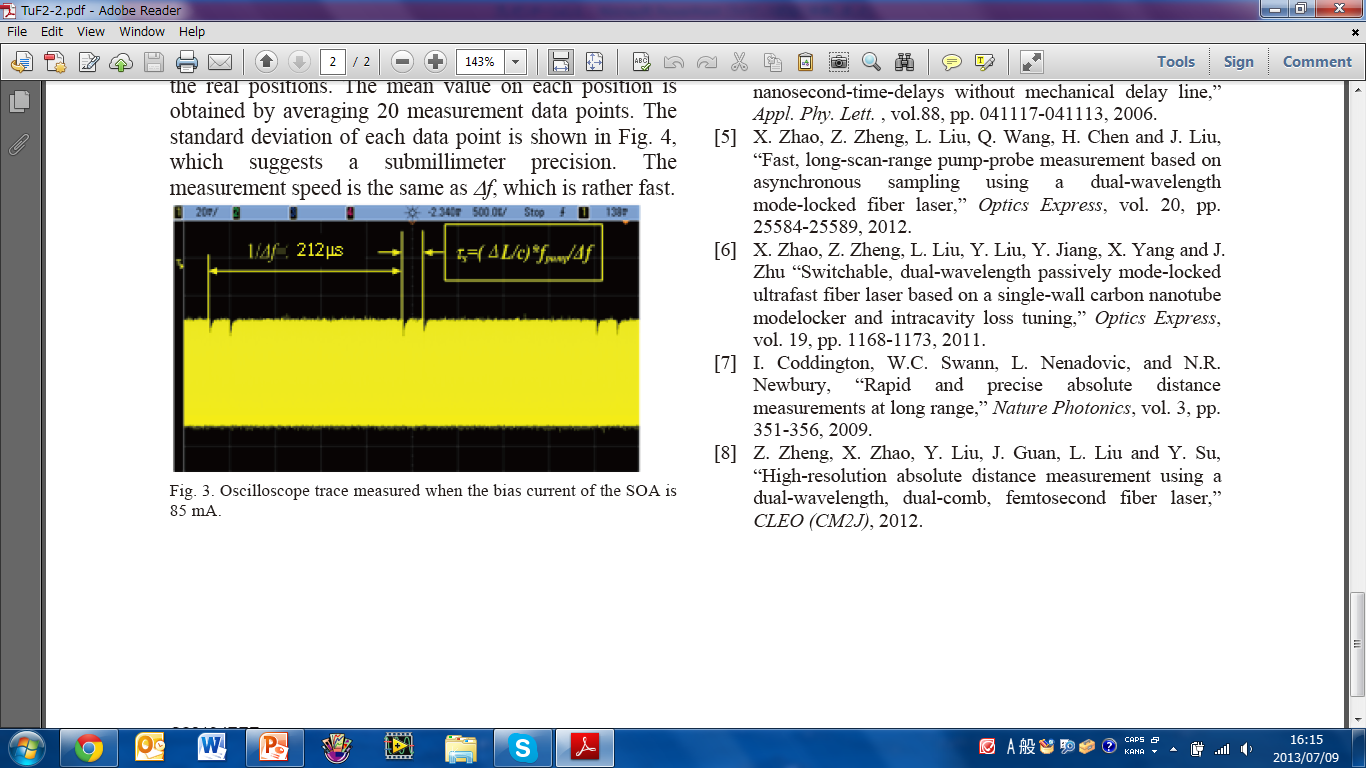 TuF2-2.pdf - Adobe Reader
File Edit View Window Help
2 / 2 143% Tools Sign Comment
the real positions. The mean value on each position is
obtained by averaging 20 measurement data points. The
standard deviation of each data point is shown in Fig. 4,
which suggests a submillimeter precision. The
measurement speed is the same as Δf, which is rather fast.
500.0s/ Stop
1/Δf= 212μs
τs=( ΔL/c)*fpump/Δf
Fig. 3. Oscilloscope trace measured when the bias current of the SOA is
85 mA.
nanosecond-time-delays without mechanical delay line,”
Appl. Phy. Lett. , vol.88, pp. 041117-041113, 2006.
[5] X. Zhao, Z. Zheng, L. Liu, Q. Wang, H. Chen and J. Liu,
“Fast, long-scan-range pump-probe measurement based on
asynchronous sampling using a dual-wavelength
mode-locked fiber laser,” Optics Express, vol. 20, pp.
25584-25589, 2012.
[6] X. Zhao, Z. Zheng, L. Liu, Y. Liu, Y. Jiang, X. Yang and J.
Zhu “Switchable, dual-wavelength passively mode-locked
ultrafast fiber laser based on a single-wall carbon nanotube
modelocker and intracavity loss tuning,” Optics Express,
vol. 19, pp. 1168-1173, 2011.
[7] I. Coddington, W.C. Swann, L. Nenadovic, and N.R.
Newbury, “Rapid and precise absolute distance
measurements at long range,” Nature Photonics, vol. 3, pp.
351-356, 2009.
[8] Z. Zheng, X. Zhao, Y. Liu, J. Guan, L. Liu and Y. Su,
“High-resolution absolute distance measurement using a
dual-wavelength, dual-comb, femtosecond fiber laser,”
CLEO (CM2J), 2012.
A 般 CAPS KANA
16:15
2013/07/09